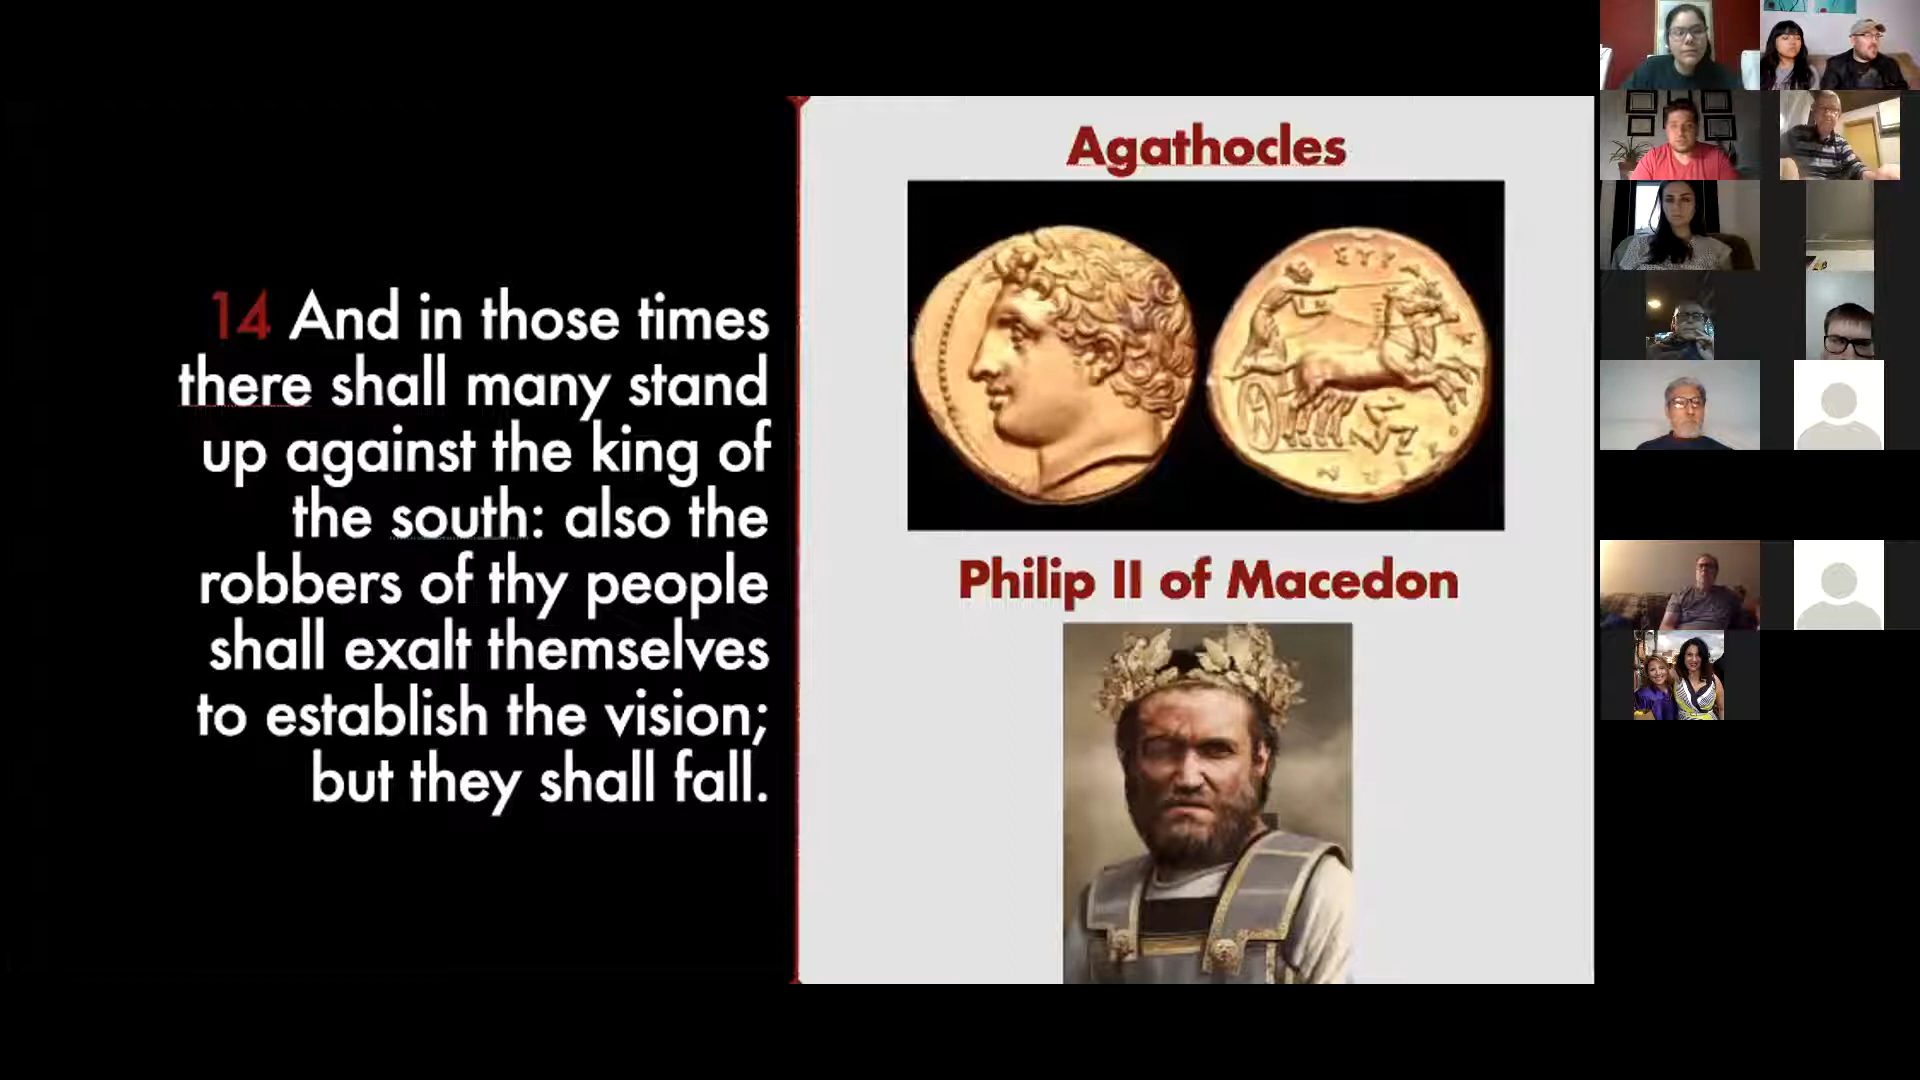 14 And in those times
there shall many stand
up against the king of
the south: also the
robbers of thy people
shall exalt themselves
to establish the vision;
but they shall fall.
Agathocles
Philip II of Macedon